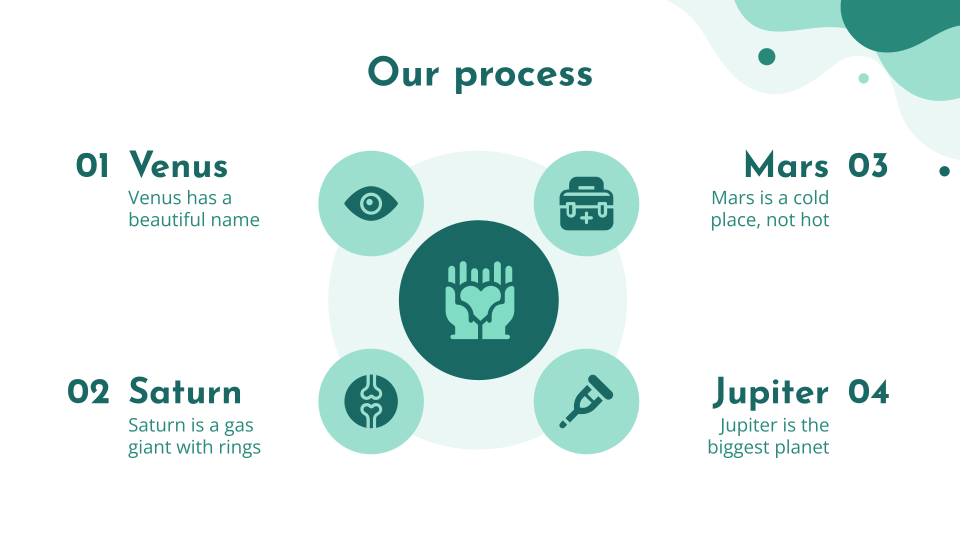 Our process
01 Venus
Venus has a
beautiful name
02 Saturn
Saturn is a gas
giant with rings
Mars 03
Mars is a cold
place, not hot
Jupiter 04
Jupiter is the
biggest planet